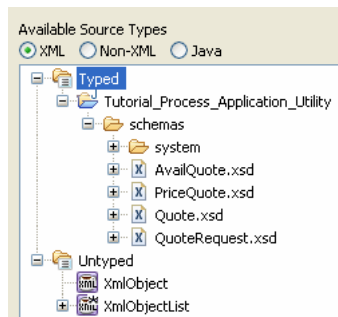 Available Source Types
XML Non-XML Java
Typed
Tutorial_Process_Application_Utility
schemas
system
AvailQuote.xsd
PriceQuote.xsd
Quote.xsd
QuoteRequest.xsd
Untyped
XmlObject
XmlObjectList